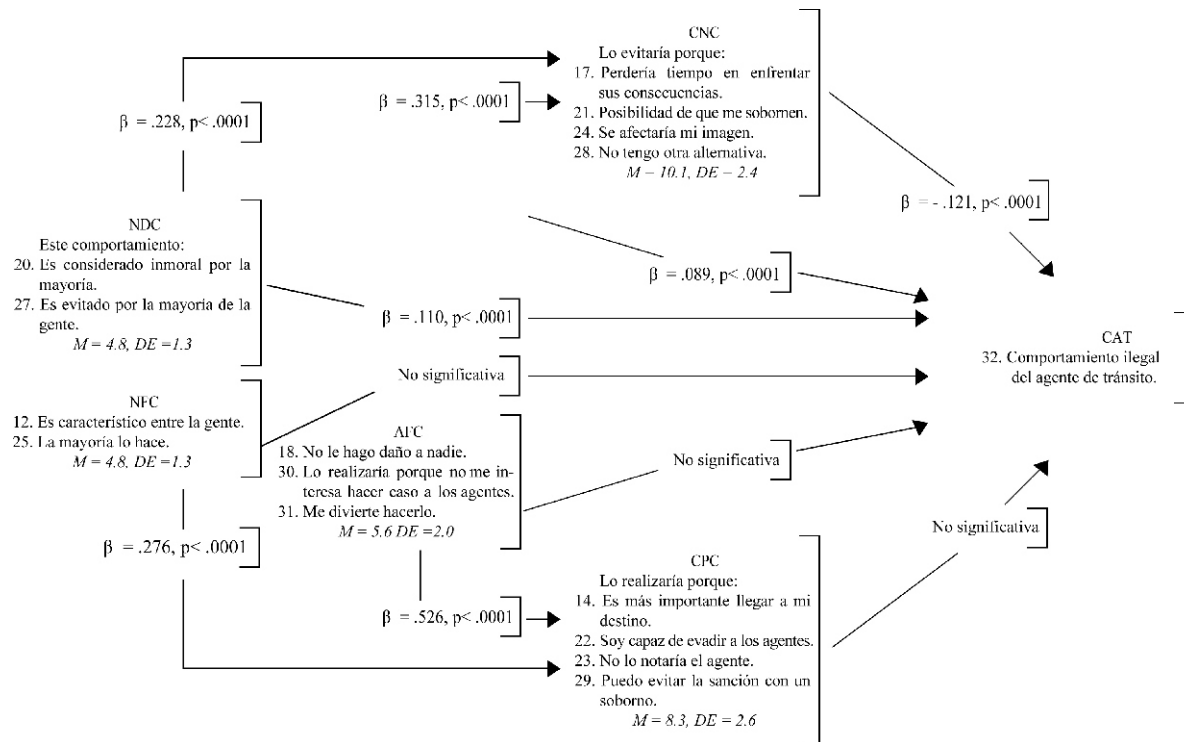 CNC
Lo evitaría porque:
17. Perdería tiempo en enfrentar
sus consecuencias.
21. Posibilidad de que me sobornen.
24. Se afectaría mi imagen.
28. No tengo otra alternativa.
M = 10.1, DE = 2.4
β = .315, p< .0001
β = .228, p< .0001
β = - .121, p< .0001
NDC
Este comportamiento:
20. Es considerado inmoral por la
mayoría.
27. Es evitado por la mayoría de la
gente.
M = 4.8, DE =1.3
β = .089, p< .0001
β = .110, p< .0001
CAT
32. Comportamiento ilegal
del agente de tránsito.
No significativa
NFC
12. Es característico entre la gente.
25. La mayoría lo hace.
M = 4.8, DE =1.3
AFC
18. No le hago daño a nadie.
30. Lo realizaría porque no me in-
teresa hacer caso a los agentes.
31. Me divierte hacerlo.
M = 5.6 DE =2.0
No significativa
No significativa
β = .276, p< .0001
β = .526, p< .0001
CPC
Lo realizaría porque:
14. Es más importante llegar a mi
destino.
22. Soy capaz de evadir a los agentes.
23. No lo notaría el agente.
29. Puedo evitar la sanción con un
soborno.
M = 8.3, DE = 2.6